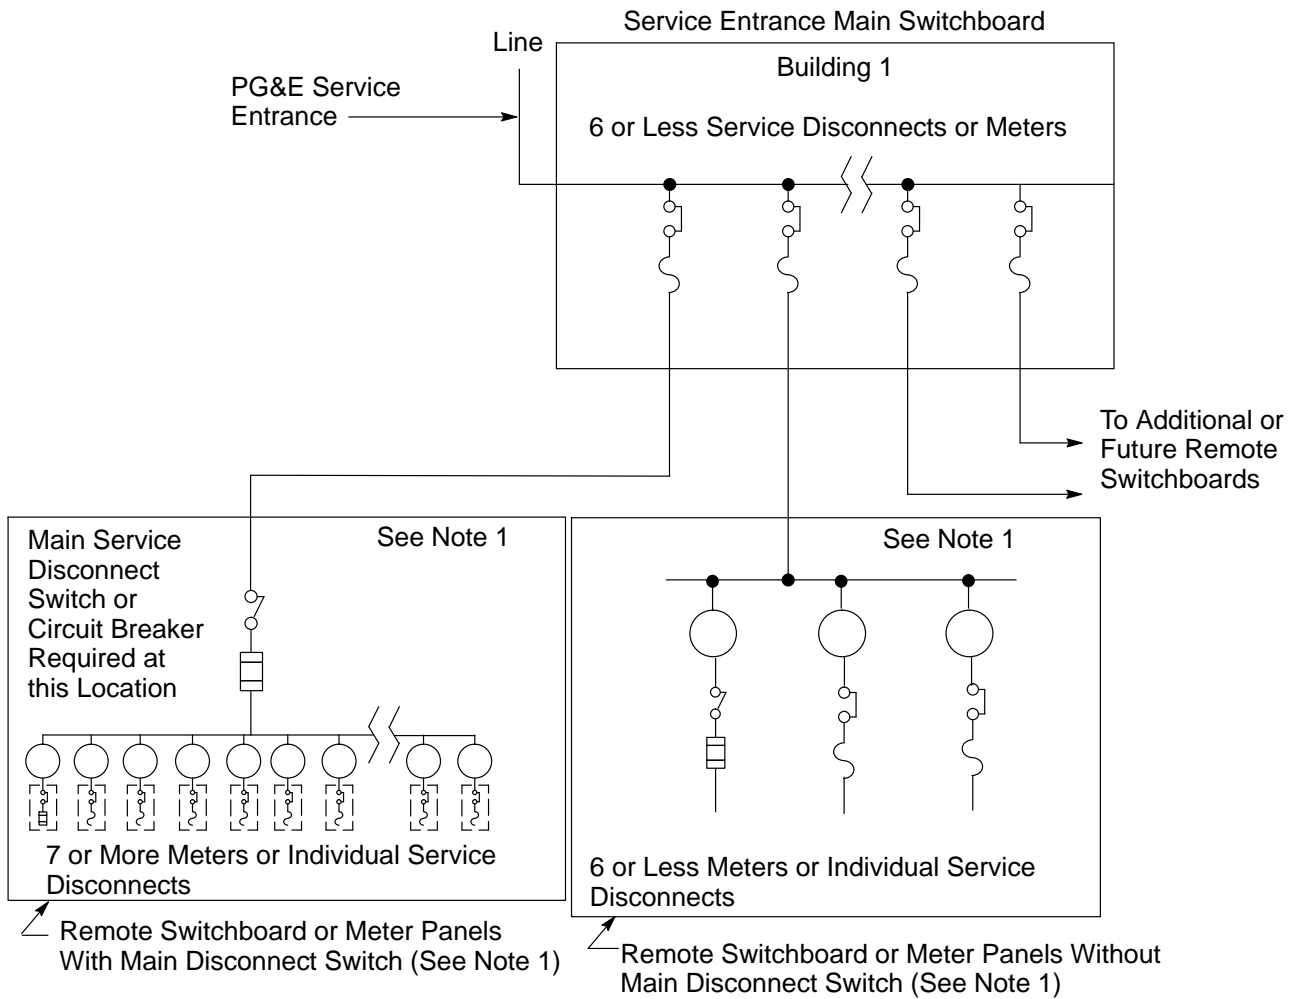 Service Entrance Main Switchboard
Line
Building 1
PG&E Service
Entrance
6 or Less Service Disconnects or Meters
To Additional or
Future Remote
Switchboards
Main Service
Disconnect
Switch or
Circuit Breaker
Required at
this Location
See Note 1
See Note 1
7 or More Meters or Individual Service
Disconnects
6 or Less Meters or Individual Service
Disconnects
Remote Switchboard or Meter Panels
With Main Disconnect Switch (See Note 1)
Remote Switchboard or Meter Panels Without
Main Disconnect Switch (See Note 1)